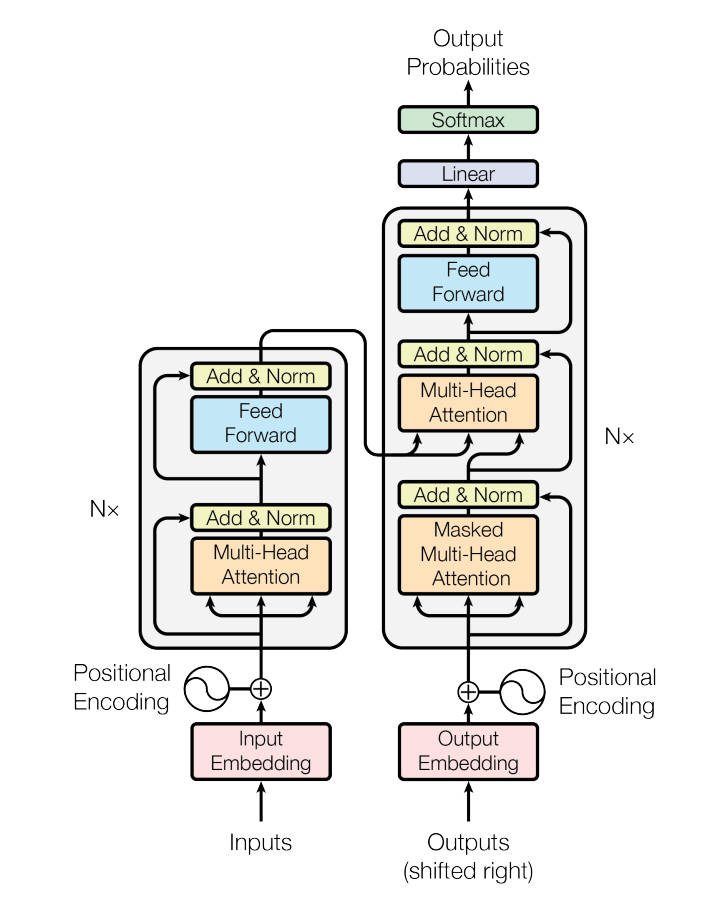 Output
Probabilities
Softmax
Linear
Add & Norm
Feed
Forward
Add & Norm
Multi-Head
Attention
N×
Add & Norm
Masked
Multi-Head
Attention
Add & Norm
Feed
Forward
N×
Add & Norm
Multi-Head
Attention
Positional
Encoding
Positional
Encoding
Input
Embedding
Output
Embedding
Inputs
Outputs
(shifted right)